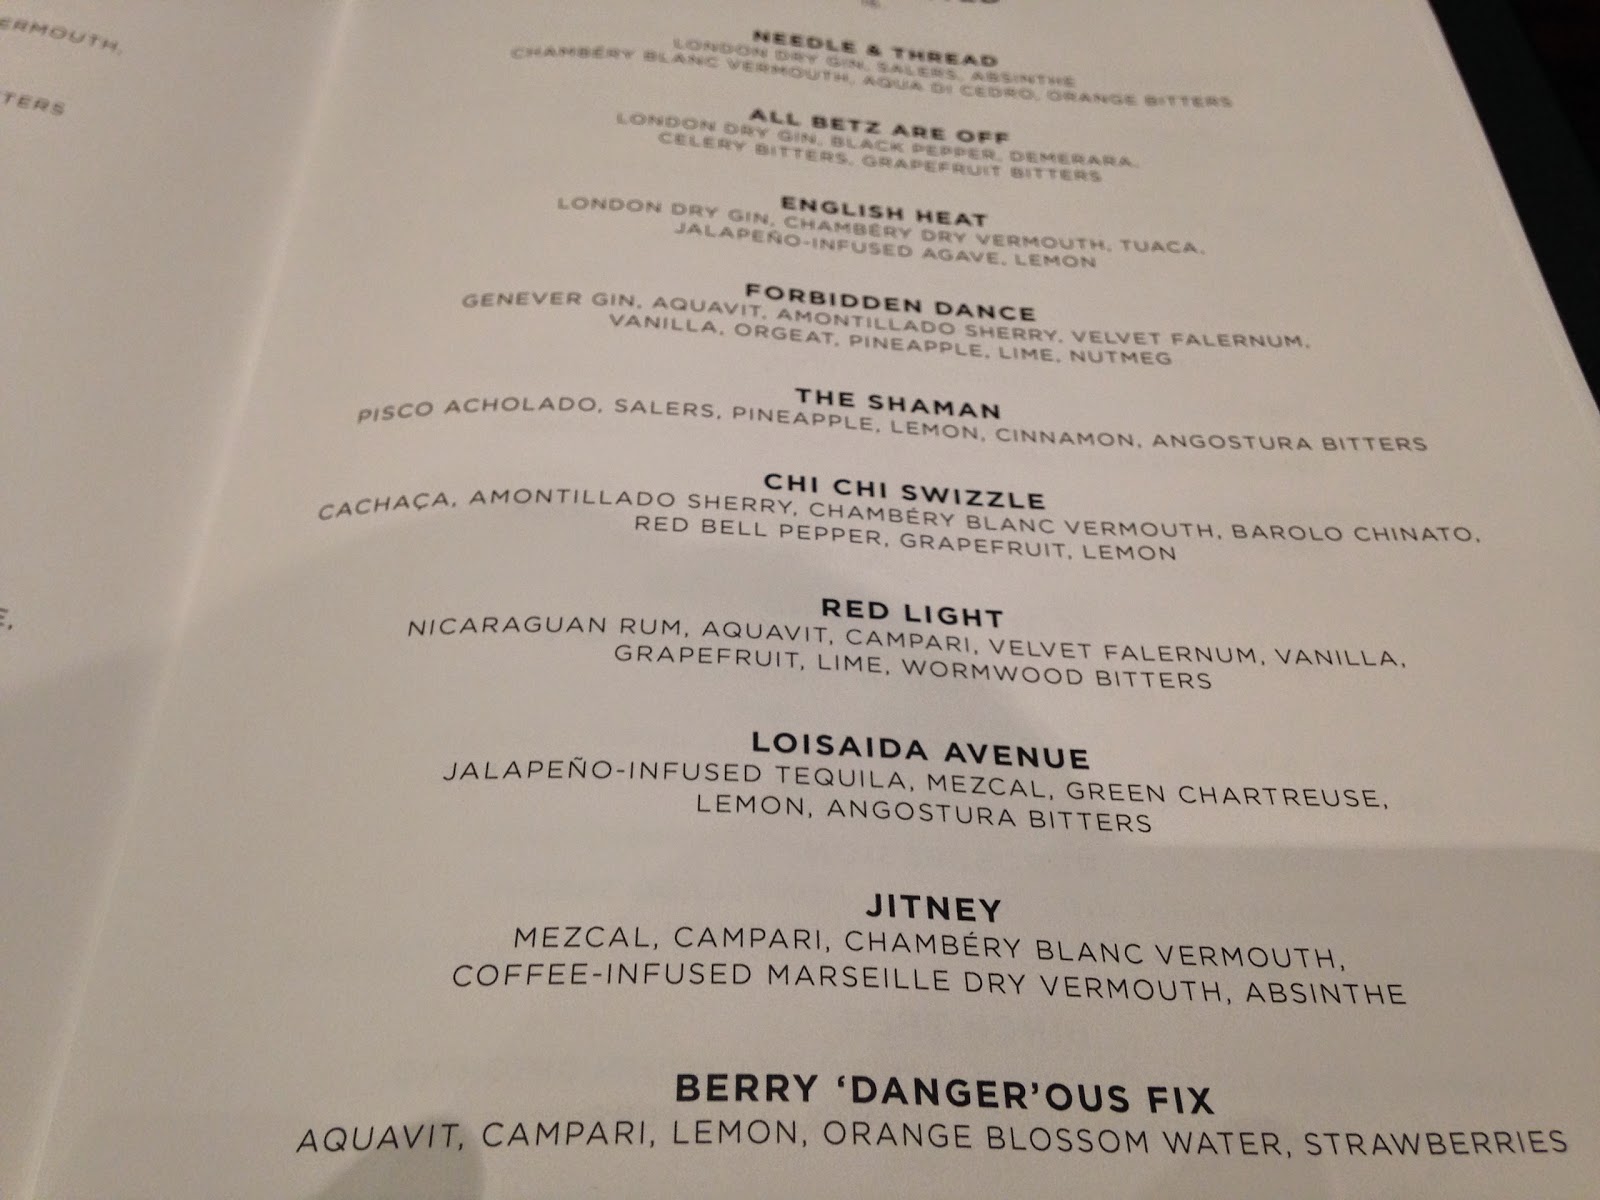 ERMOUTH,
TTERS
E,
NEEDLE & THREAD
LONDON DRY GIN, SALERS, ABSINTHE
CHAMBÉRY BLANC VERMOUTH, AQUA DI CEDRO, ORANGE BITTERS
ALL BETZ ARE OFF
LONDON DRY GIN, BLACK PEPPER, DEMERARA,
CELERY BITTERS, GRAPEFRUIT BITTERS
ENGLISH HEAT
LONDON DRY GIN, CHAMBÉRY DRY VERMOUTH, TUACA,
JALAPEÑO-INFUSED AGAVE, LEMON
FORBIDDEN DANCE
GENEVER GIN, AQUAVIT, AMONTILLADO SHERRY, VELVET FALERNUM,
VANILLA, ORGEAT, PINEAPPLE, LIME, NUTMEG
THE SHAMAN
PISCO ACHOLADO, SALERS, PINEAPPLE, LEMON, CINNAMON, ANGOSTURA BITTERS
CHI CHI SWIZZLE
CACHAÇA, AMONTILLADO SHERRY, CHAMBÉRY BLANC VERMOUTH, BAROLO CHINATO,
RED BELL PEPPER, GRAPEFRUIT, LEMON
RED LIGHT
NICARAGUAN RUM, AQUAVIT, CAMPARI, VELVET FALERNUM, VANILLA,
GRAPEFRUIT, LIME, WORMWOOD BITTERS
LOISAIDA AVENUE
JALAPEÑO-INFUSED TEQUILA, MEZCAL, GREEN CHARTREUSE,
LEMON, ANGOSTURA BITTERS
JITNEY
MEZCAL, CAMPARI, CHAMBÉRY BLANC VERMOUTH,
COFFEE-INFUSED MARSEILLE DRY VERMOUTH, ABSINTHE
BERRY ‘DANGER’OUS FIX
AQUAVIT, CAMPARI, LEMON, ORANGE BLOSSOM WATER, STRAWBERRIES